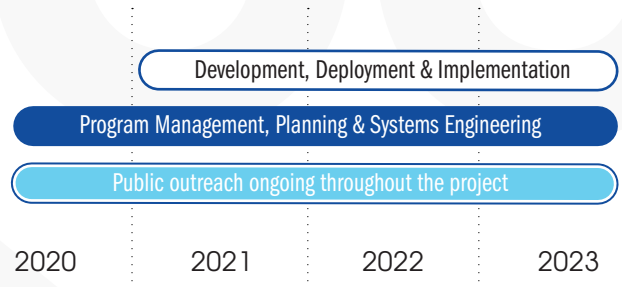 Development, Deployment & Implementation
Program Management, Planning & Systems Engineering
Public outreach ongoing throughout the project
2020 2021 2022 2023